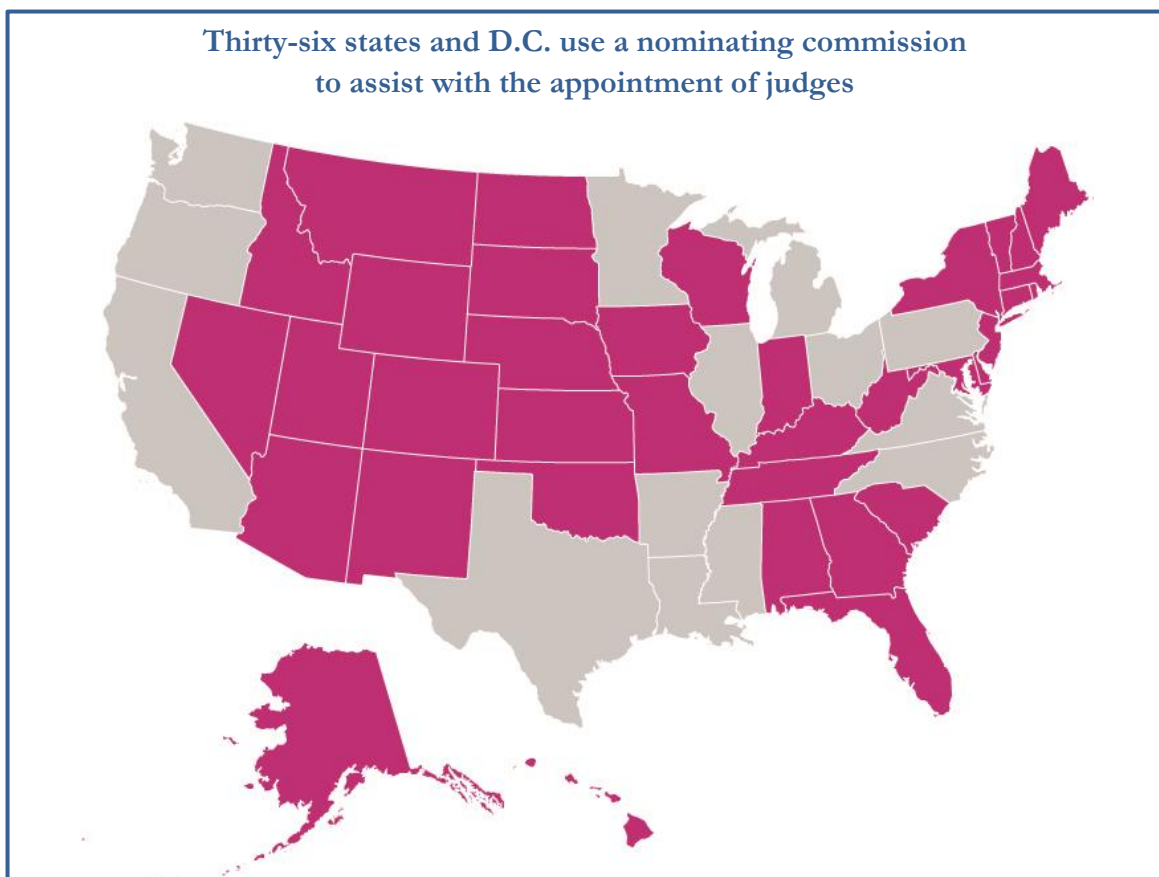 Thirty-six states and D.C. use a nominating commission
to assist with the appointment of judges